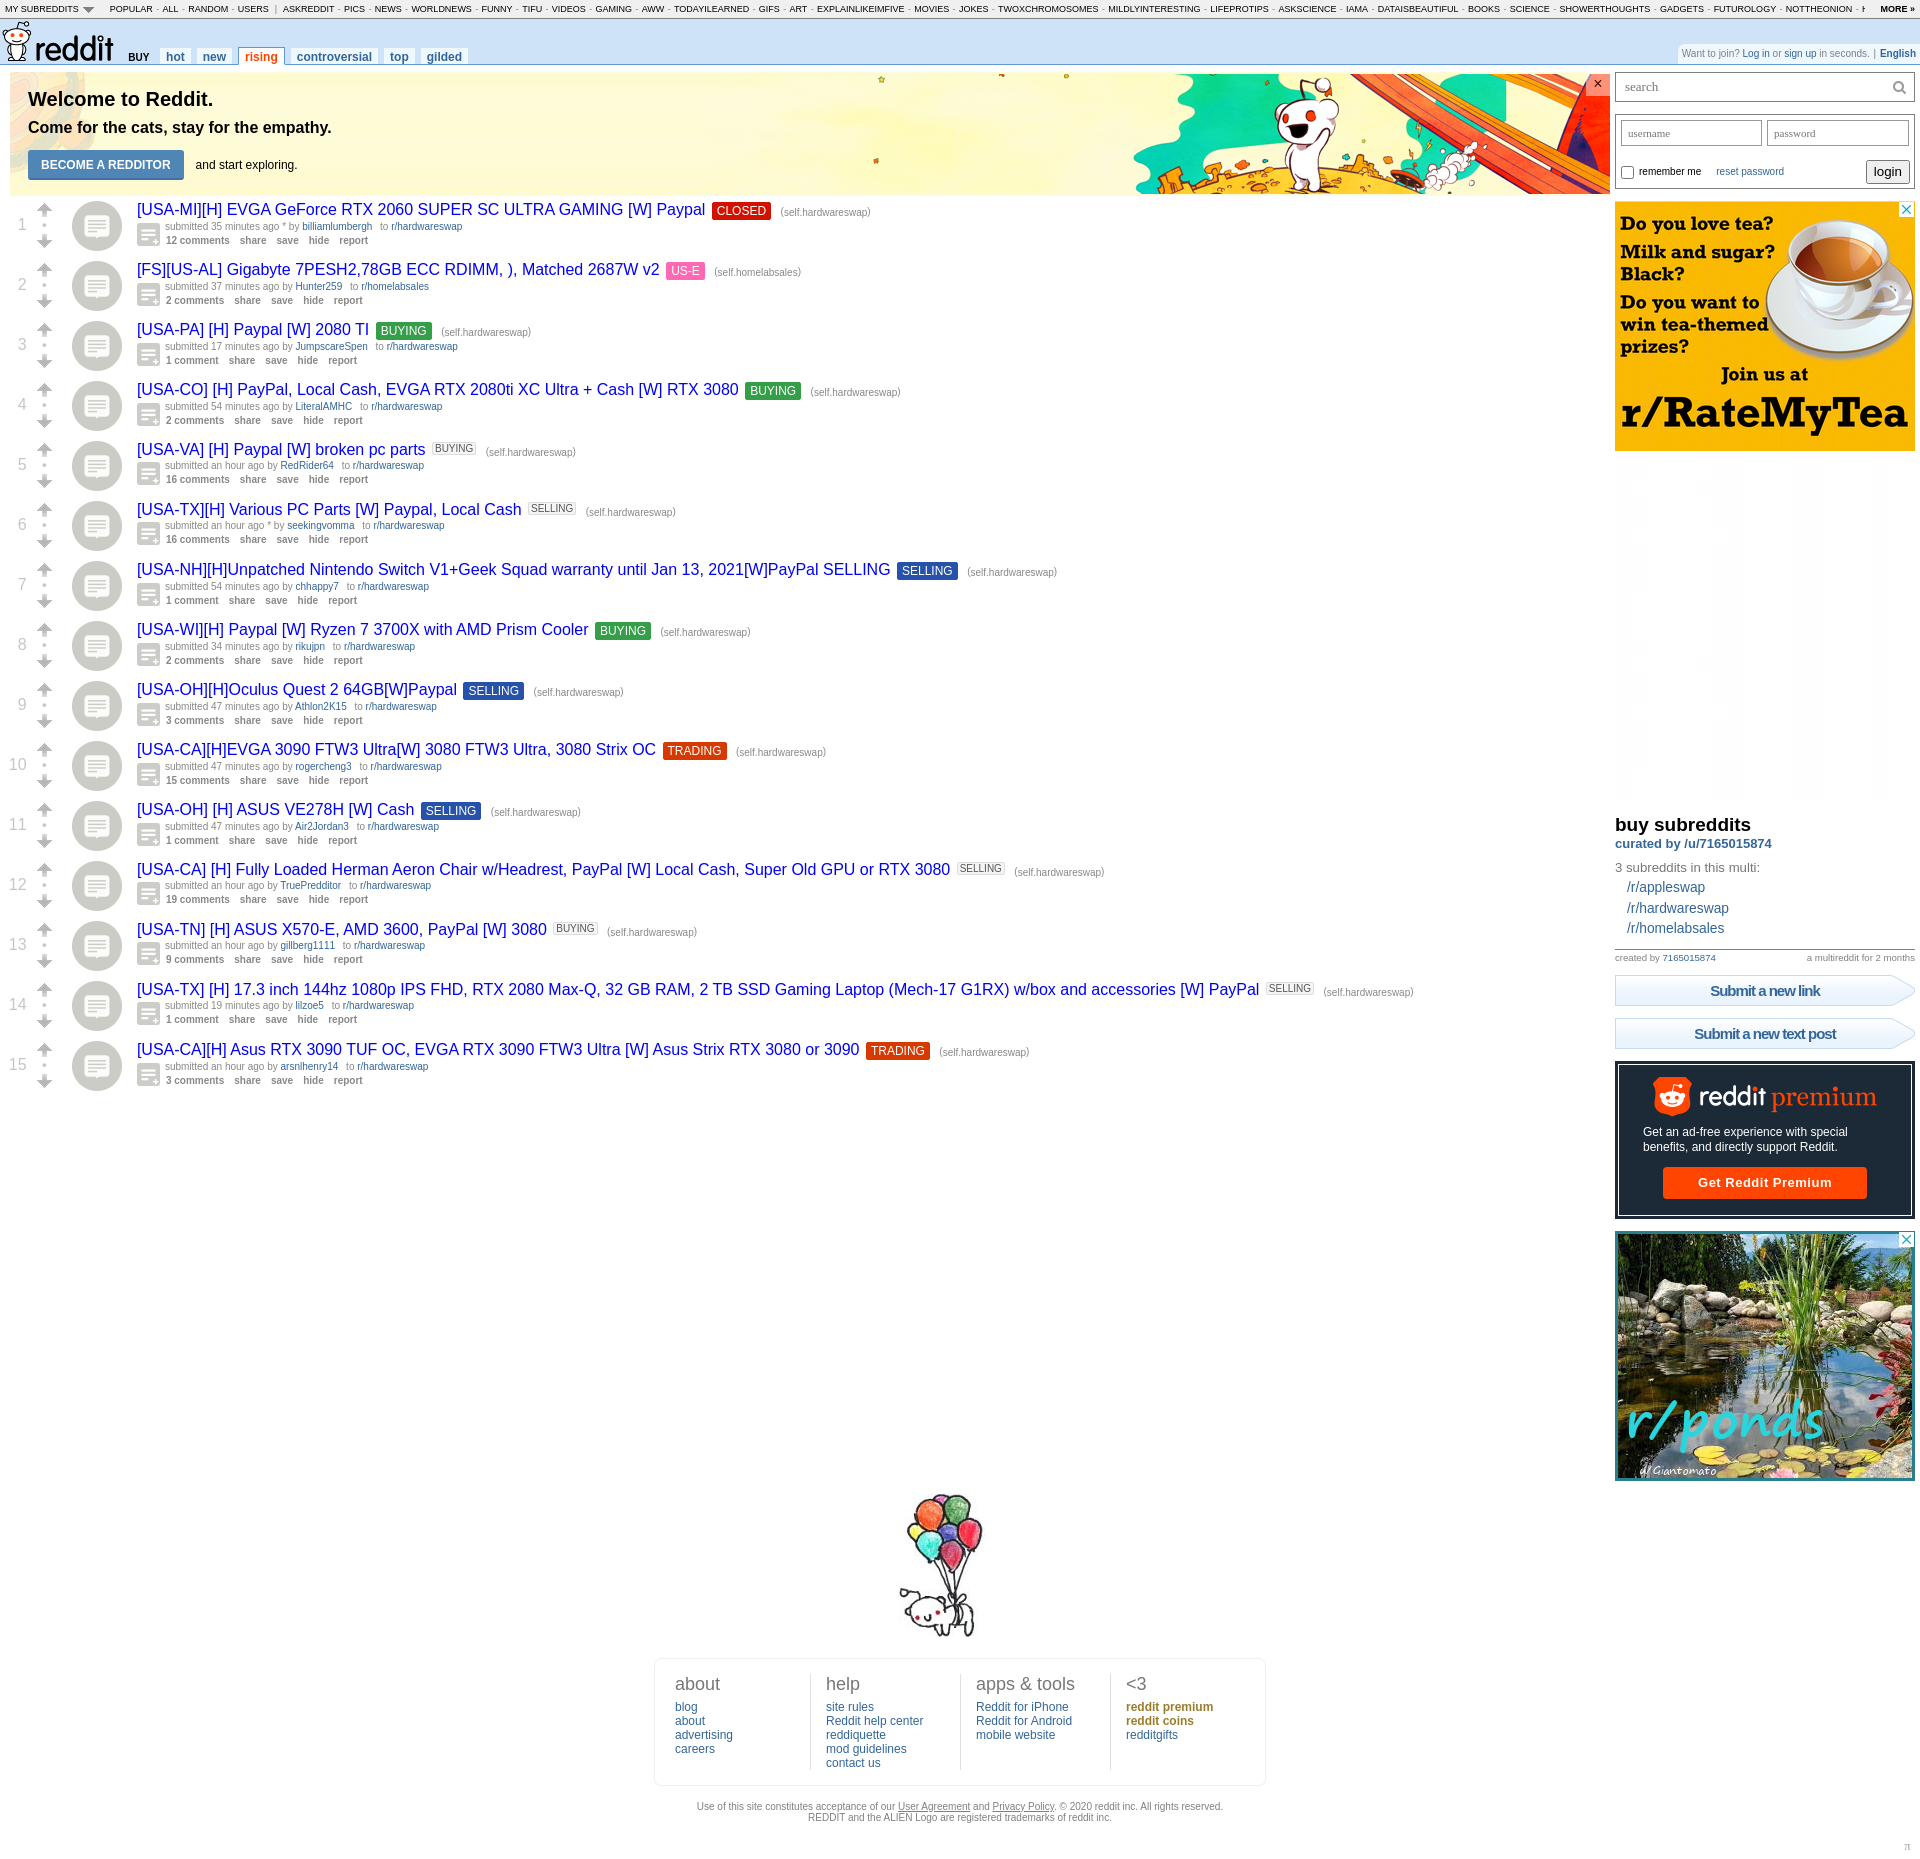 MY SUBREDDITS POPULAR - ALL - RANDOM - USERS | ASKREDDIT - PICS - NEWS - WORLDNEWS - FUNNY - TIFU - VIDEOS - GAMING - AWW - TODAYILEARNED - GIFS - ART - EXPLAINLIKEIMFIVE - MOVIES - JOKES - TWOXCHROMOSOMES - MILDLYINTERESTING - LIFEPROTIPS - ASKSCIENCE - IAMA - DATAISBEAUTIFUL - BOOKS - SCIENCE - SHOWERTHOUGHTS - GADGETS - FUTUROLOGY - NOTTHEONION - MORE »
reddit BUY hot new rising controversial top gilded
Want to join? Log in or sign up in seconds. | English
Welcome to Reddit.
Come for the cats, stay for the empathy.
BECOME A REDDITOR and start exploring.
×
1
[USA-MI][H] EVGA GeForce RTX 2060 SUPER SC ULTRA GAMING [W] Paypal CLOSED (self.hardwareswap)
submitted 35 minutes ago * by billiamlumbergh to r/hardwareswap
12 comments share save hide report
2
[FS][US-AL] Gigabyte 7PESH2,78GB ECC RDIMM, ), Matched 2687W v2 US-E (self.homelabsales)
submitted 37 minutes ago by Hunter259 to r/homelabsales
2 comments share save hide report
3
[USA-PA] [H] Paypal [W] 2080 TI BUYING (self.hardwareswap)
submitted 17 minutes ago by JumpscareSpen to r/hardwareswap
1 comment share save hide report
4
[USA-CO] [H] PayPal, Local Cash, EVGA RTX 2080ti XC Ultra + Cash [W] RTX 3080 BUYING (self.hardwareswap)
submitted 54 minutes ago by LiteralAMHC to r/hardwareswap
2 comments share save hide report
5
[USA-VA] [H] Paypal [W] broken pc parts BUYING (self.hardwareswap)
submitted an hour ago by RedRider64 to r/hardwareswap
16 comments share save hide report
6
[USA-TX][H] Various PC Parts [W] Paypal, Local Cash SELLING (self.hardwareswap)
submitted an hour ago * by seekingvomma to r/hardwareswap
16 comments share save hide report
7
[USA-NH][H]Unpatched Nintendo Switch V1+Geek Squad warranty until Jan 13, 2021[W]PayPal SELLING SELLING (self.hardwareswap)
submitted 54 minutes ago by chhappy7 to r/hardwareswap
1 comment share save hide report
8
[USA-WI][H] Paypal [W] Ryzen 7 3700X with AMD Prism Cooler BUYING (self.hardwareswap)
submitted 34 minutes ago by rikujpn to r/hardwareswap
2 comments share save hide report
9
[USA-OH][H]Oculus Quest 2 64GB[W]Paypal SELLING (self.hardwareswap)
submitted 47 minutes ago by Athlon2K15 to r/hardwareswap
3 comments share save hide report
10
[USA-CA][H]EVGA 3090 FTW3 Ultra[W] 3080 FTW3 Ultra, 3080 Strix OC TRADING (self.hardwareswap)
submitted 47 minutes ago by rogercheng3 to r/hardwareswap
15 comments share save hide report
11
[USA-OH] [H] ASUS VE278H [W] Cash SELLING (self.hardwareswap)
submitted 47 minutes ago by Air2Jordan3 to r/hardwareswap
1 comment share save hide report
12
[USA-CA] [H] Fully Loaded Herman Aeron Chair w/Headrest, PayPal [W] Local Cash, Super Old GPU or RTX 3080 SELLING (self.hardwareswap)
submitted an hour ago by TruePredditor to r/hardwareswap
19 comments share save hide report
13
[USA-TN] [H] ASUS X570-E, AMD 3600, PayPal [W] 3080 BUYING (self.hardwareswap)
submitted an hour ago by gillberg1111 to r/hardwareswap
9 comments share save hide report
14
[USA-TX] [H] 17.3 inch 144hz 1080p IPS FHD, RTX 2080 Max-Q, 32 GB RAM, 2 TB SSD Gaming Laptop (Mech-17 G1RX) w/box and accessories [W] PayPal SELLING (self.hardwareswap)
submitted 19 minutes ago by lilzoe5 to r/hardwareswap
1 comment share save hide report
15
[USA-CA][H] Asus RTX 3090 TUF OC, EVGA RTX 3090 FTW3 Ultra [W] Asus Strix RTX 3080 or 3090 TRADING (self.hardwareswap)
submitted an hour ago by arsnlhenry14 to r/hardwareswap
3 comments share save hide report
search
username password
remember me reset password login
Do you love tea?
Milk and sugar?
Black?
Do you want to
win tea-themed
prizes?
Join us at
r/RateMyTea
buy subreddits
curated by /u/7165015874
3 subreddits in this multi:
/r/appleswap
/r/hardwareswap
/r/homelabsales
created by 7165015874 a multireddit for 2 months
Submit a new link
Submit a new text post
reddit premium
Get an ad-free experience with special
benefits, and directly support Reddit.
Get Reddit Premium
r/ponds
u/Giantomato
about
blog
about
advertising
careers
help
site rules
Reddit help center
reddiquette
mod guidelines
contact us
apps & tools
Reddit for iPhone
Reddit for Android
mobile website
<3
reddit premium
reddit coins
redditgifts
Use of this site constitutes acceptance of our User Agreement and Privacy Policy. © 2020 reddit inc. All rights reserved.
REDDIT and the ALIEN Logo are registered trademarks of reddit inc.
π